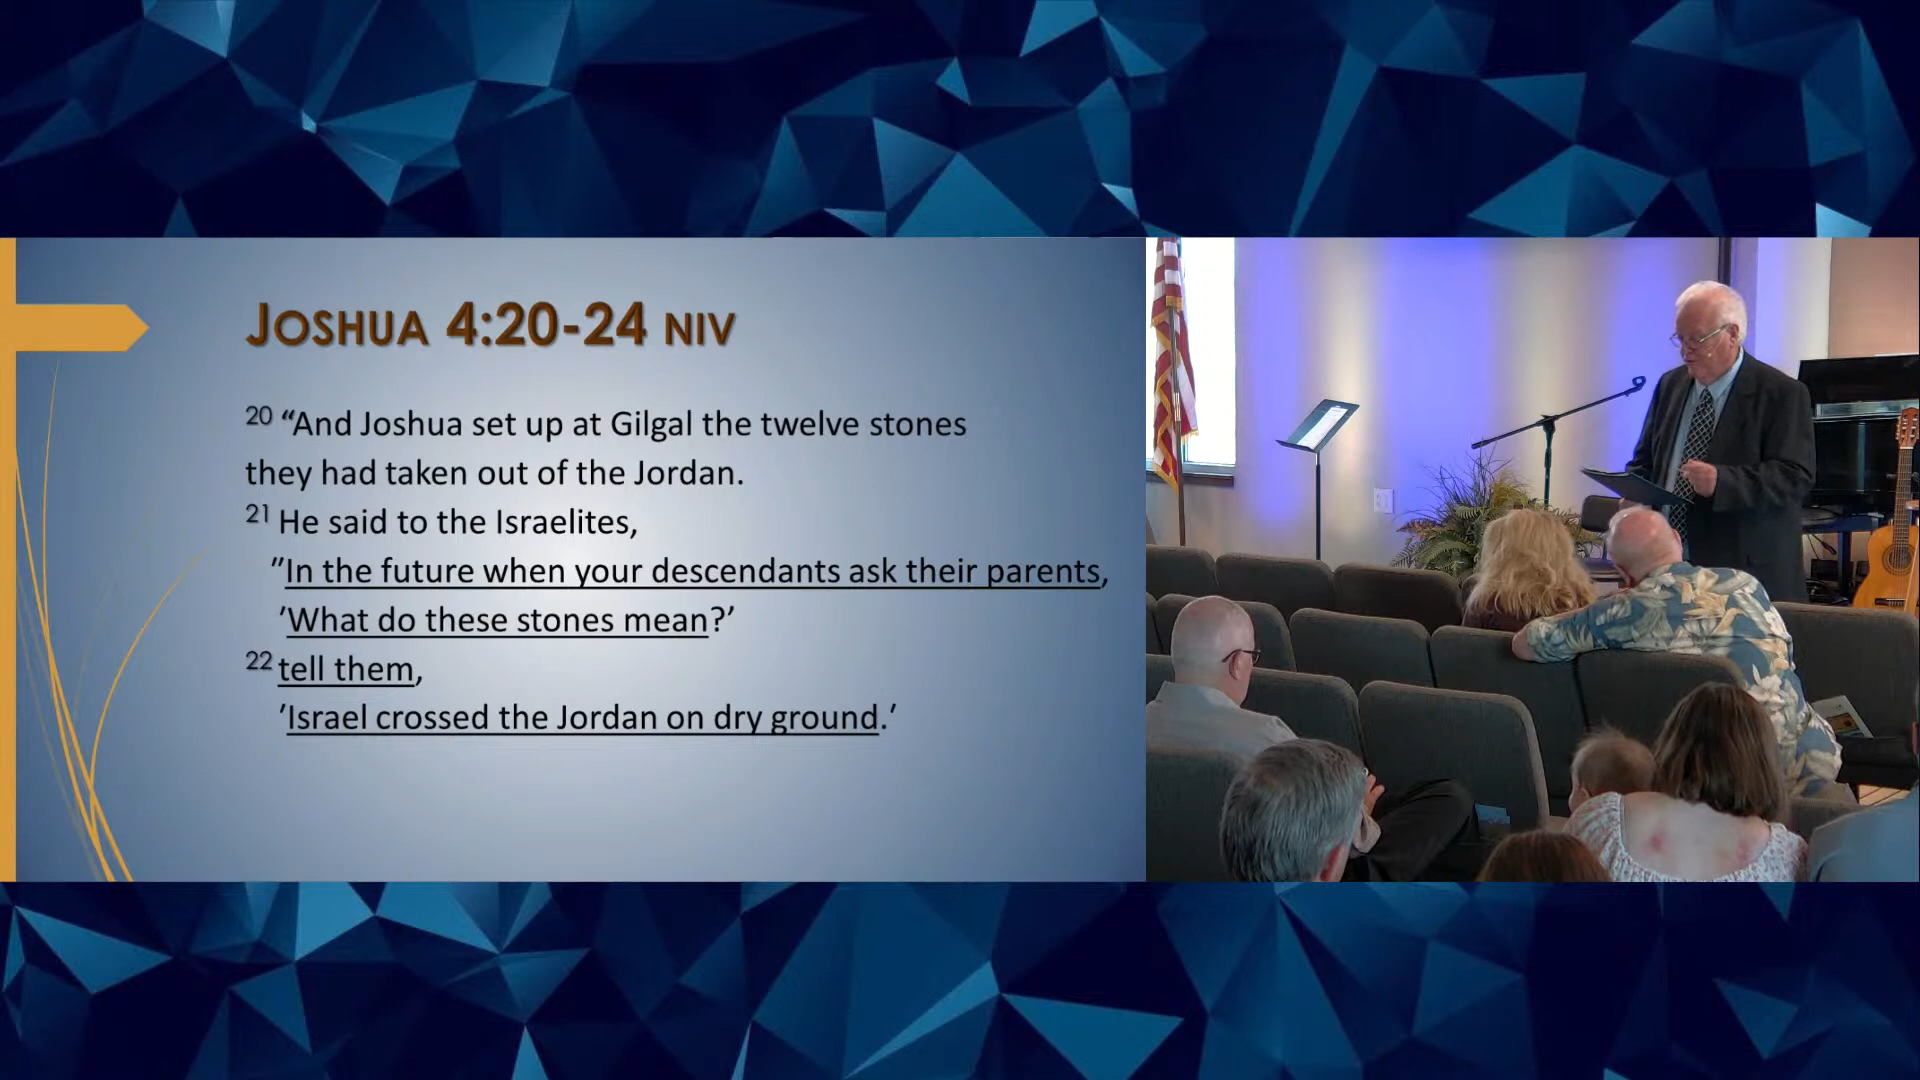 JOSHUA 4:20-24 NIV
20 “And Joshua set up at Gilgal the twelve stones
they had taken out of the Jordan.
21 He said to the Israelites,
”In the future when your descendants ask their parents,
’What do these stones mean?’
22 tell them,
’Israel crossed the Jordan on dry ground.’